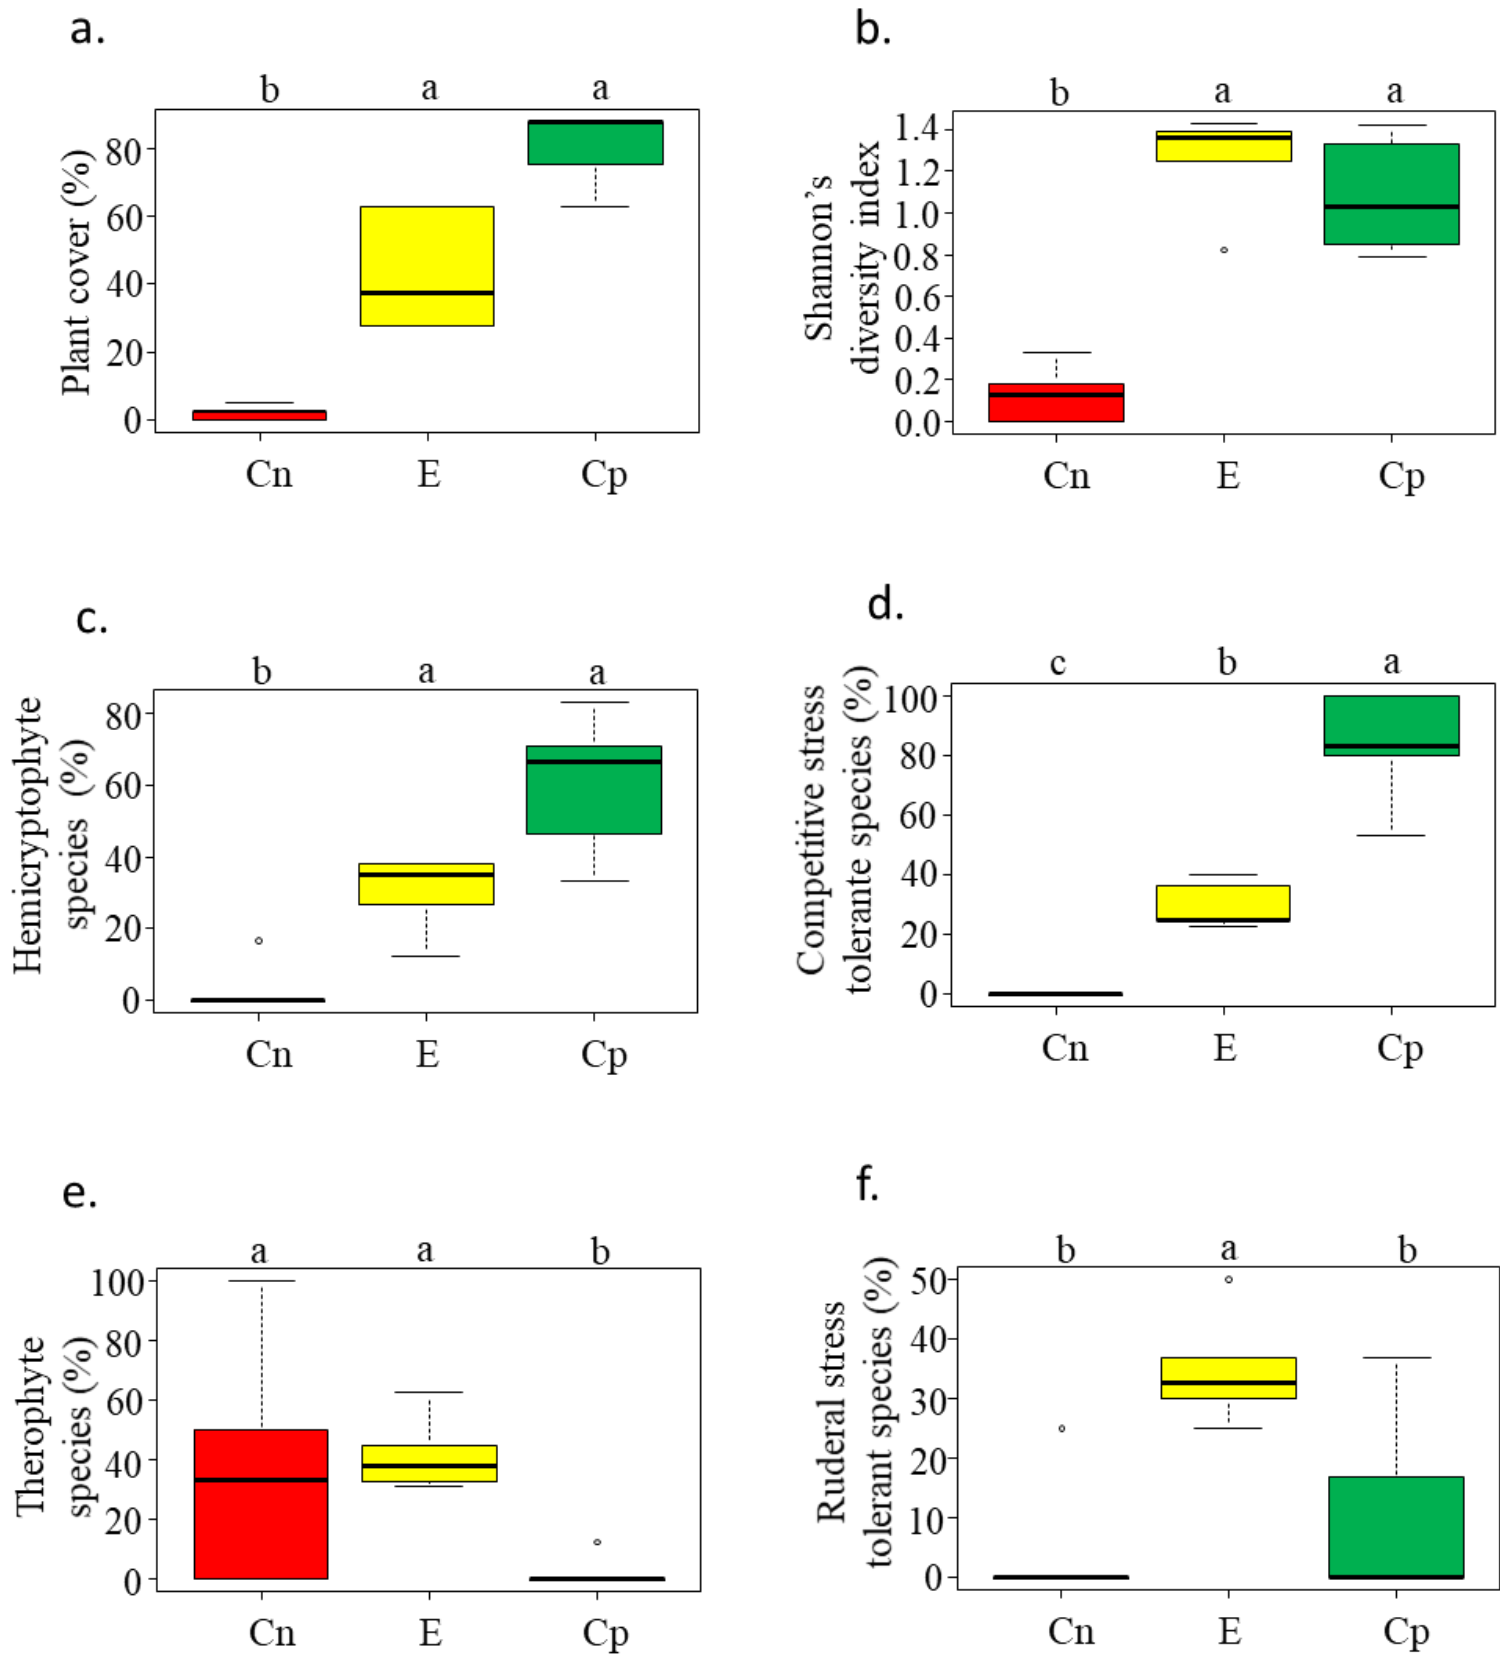 a.
b a a
Plant cover (%)
80
60
40
20
0
Cn E Cp
b.
b a a
Shannon’s
diversity index
1.4
1.2
1.0
0.8
0.6
0.4
0.2
0.0
Cn E Cp
c.
b a a
Hemicryptophyte
species (%)
80
60
40
20
0
Cn E Cp
d.
c b a
Competitive stress
tolerante species (%)
100
80
60
40
20
0
Cn E Cp
e.
a a b
Therophyte
species (%)
100
80
60
40
20
0
Cn E Cp
f.
b a b
Ruderal stress
tolerant species (%)
50
40
30
20
10
0
Cn E Cp